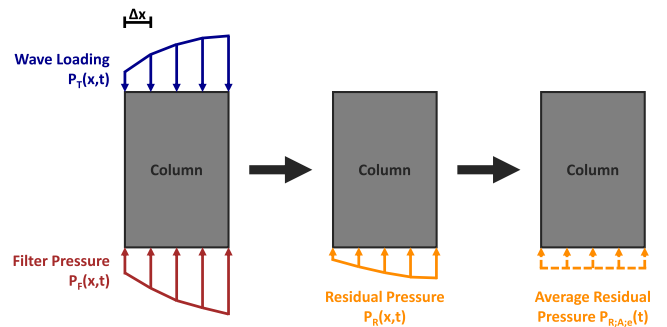 Δx
Wave Loading
P_T(x,t)
Column
Column
Column
Filter Pressure
P_F(x,t)
Residual Pressure
P_R(x,t)
Average Residual
Pressure P_R;A;e(t)